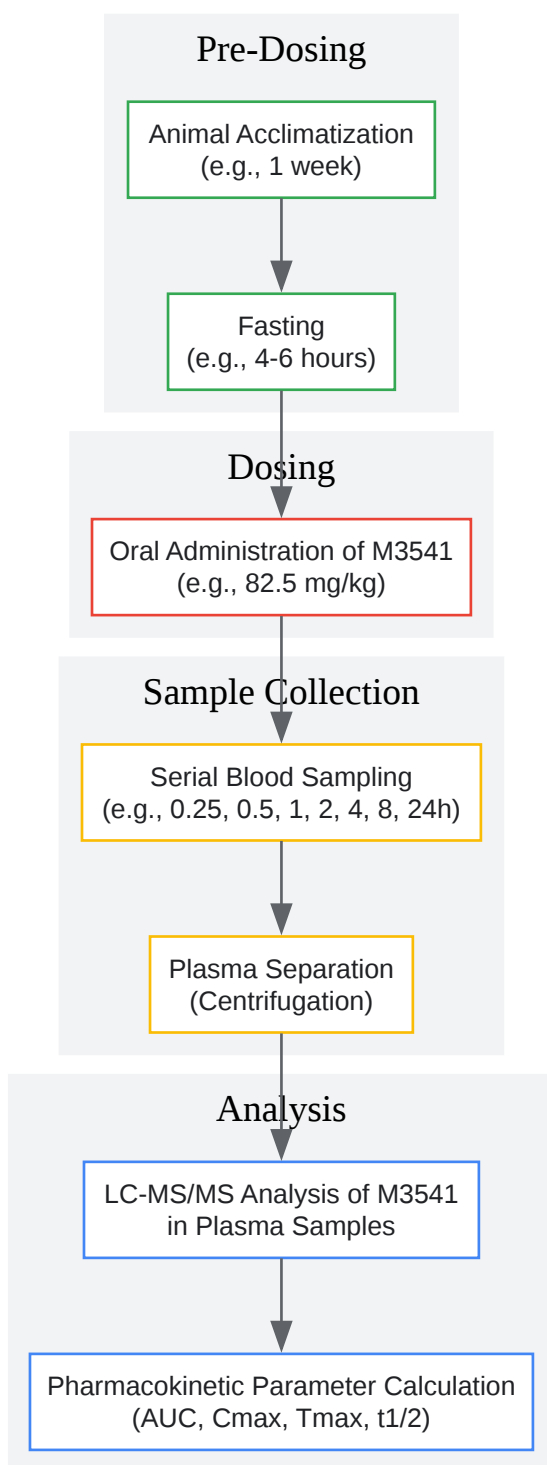 Pre-Dosing
Animal Acclimatization
(e.g., 1 week)
Fasting
(e.g., 4-6 hours)
Dosing
Oral Administration of M3541
(e.g., 82.5 mg/kg)
Sample Collection
Serial Blood Sampling
(e.g., 0.25, 0.5, 1, 2, 4, 8, 24h)
Plasma Separation
(Centrifugation)
Analysis
LC-MS/MS Analysis of M3541
in Plasma Samples
Pharmacokinetic Parameter Calculation
(AUC, Cmax, Tmax, t1/2)